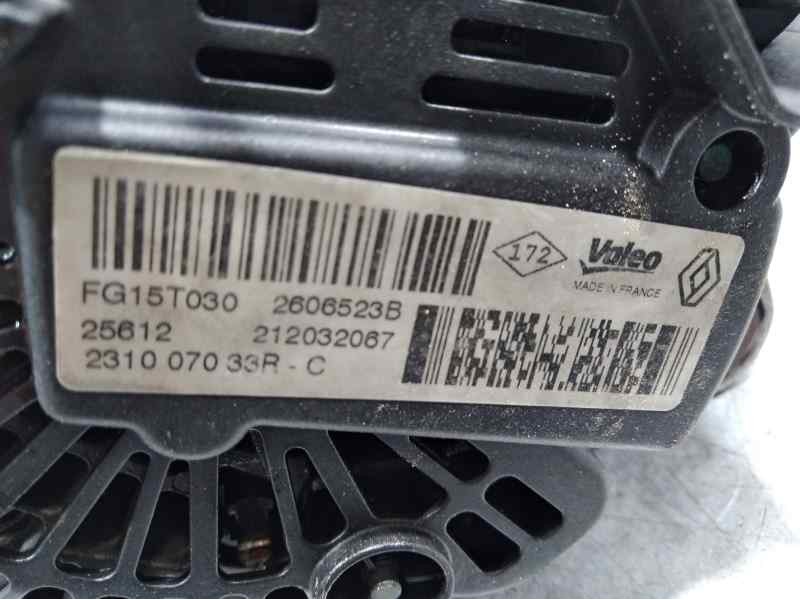 172
Valeo
MADE IN FRANCE
FG15T030 2606523B
25612 212032067
2310 070 33R - C